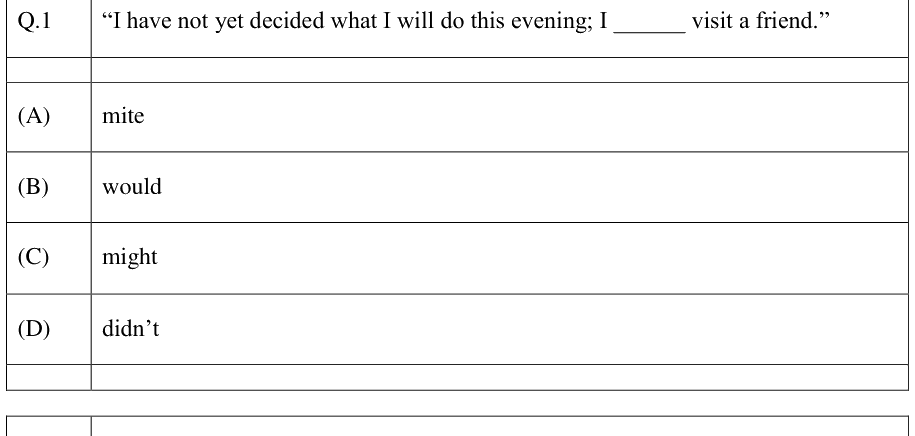 Q.1 “I have not yet decided what I will do this evening; I ______ visit a friend.”
(A) mite
(B) would
(C) might
(D) didn’t